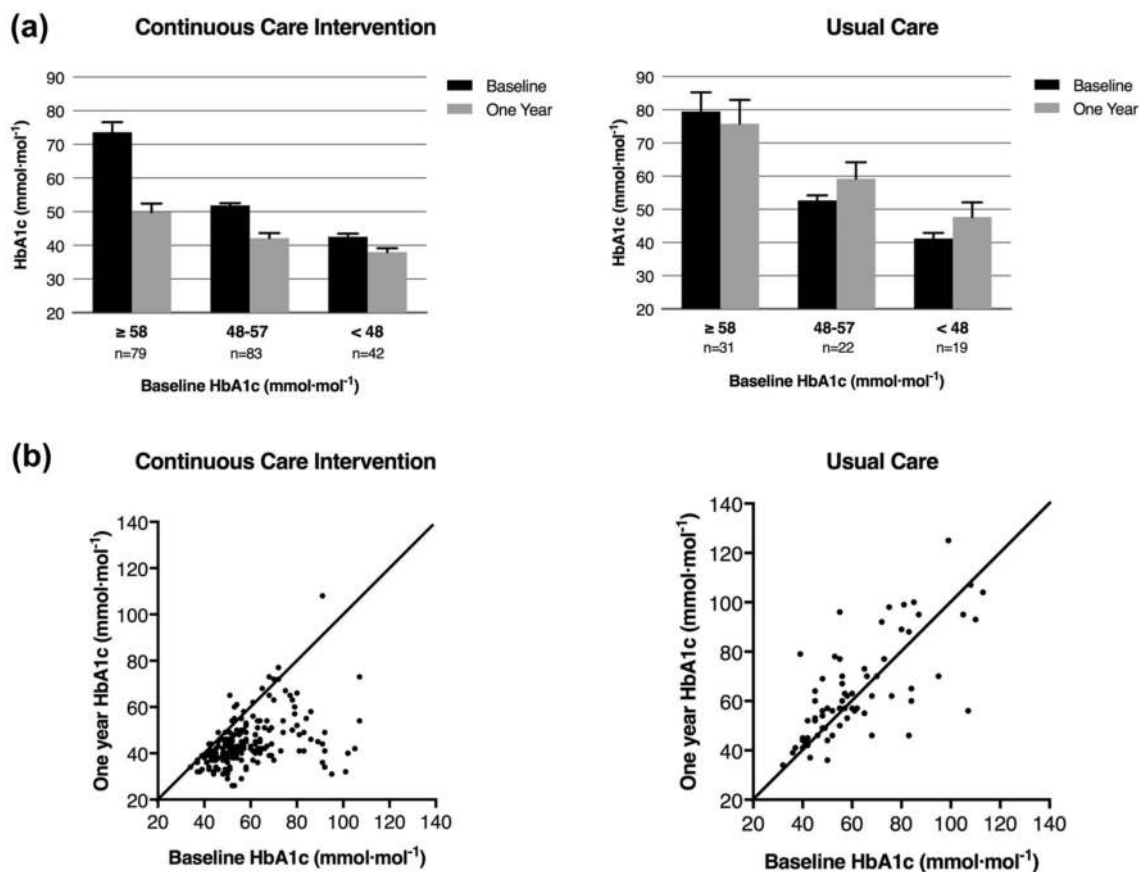 (a)
Continuous Care Intervention
HbA1c (mmol·mol⁻¹)
90
80
70
60
50
40
30
20
Baseline
One Year
≥ 58 48-57 < 48
n=79 n=83 n=42
Baseline HbA1c (mmol·mol⁻¹)
Usual Care
HbA1c (mmol·mol⁻¹)
90
80
70
60
50
40
30
20
Baseline
One Year
≥ 58 48-57 < 48
n=31 n=22 n=19
Baseline HbA1c (mmol·mol⁻¹)
(b)
Continuous Care Intervention
One year HbA1c (mmol·mol⁻¹)
140
120
100
80
60
40
20
20 40 60 80 100 120 140
Baseline HbA1c (mmol·mol⁻¹)
Usual Care
One year HbA1c (mmol·mol⁻¹)
140
120
100
80
60
40
20
20 40 60 80 100 120 140
Baseline HbA1c (mmol·mol⁻¹)